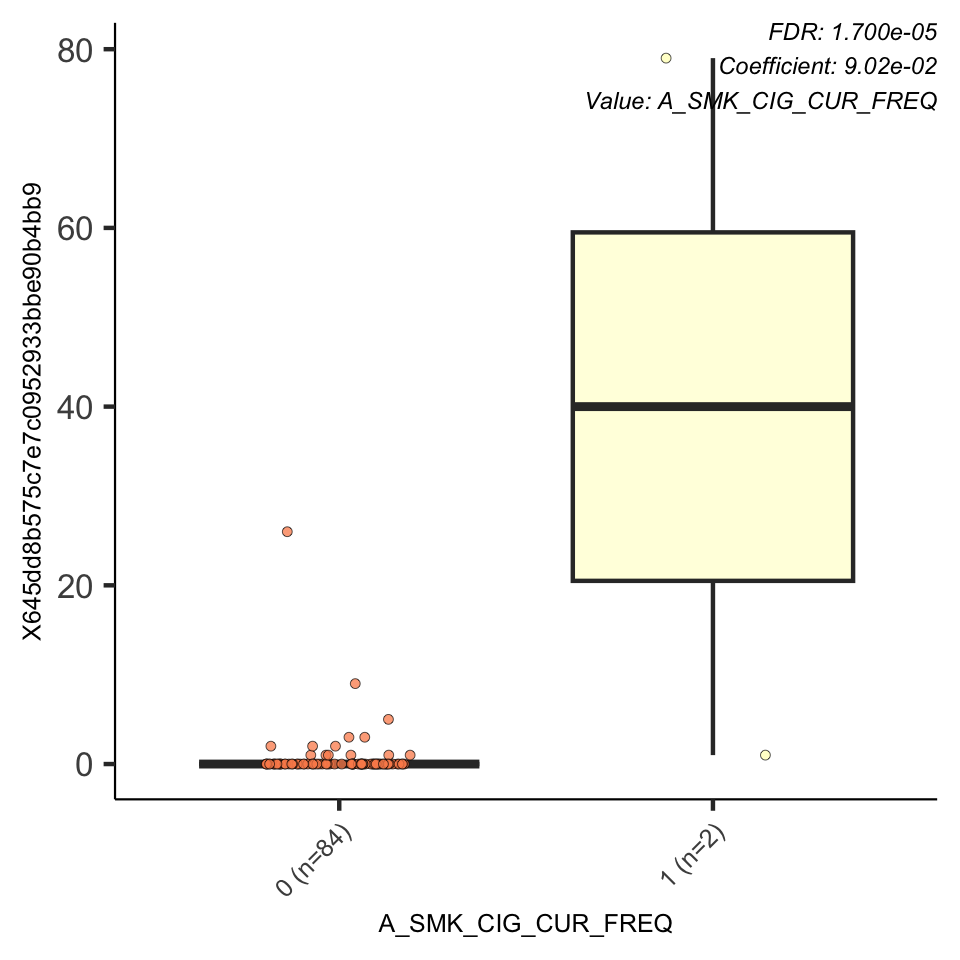 FDR: 1.700e-05
Coefficient: 9.02e-02
Value: A_SMK_CIG_CUR_FREQ
X645dd8b575c7e7c0952933bbe90b4bb9
80
60
40
20
0
0 (n=84)
1 (n=2)
A_SMK_CIG_CUR_FREQ